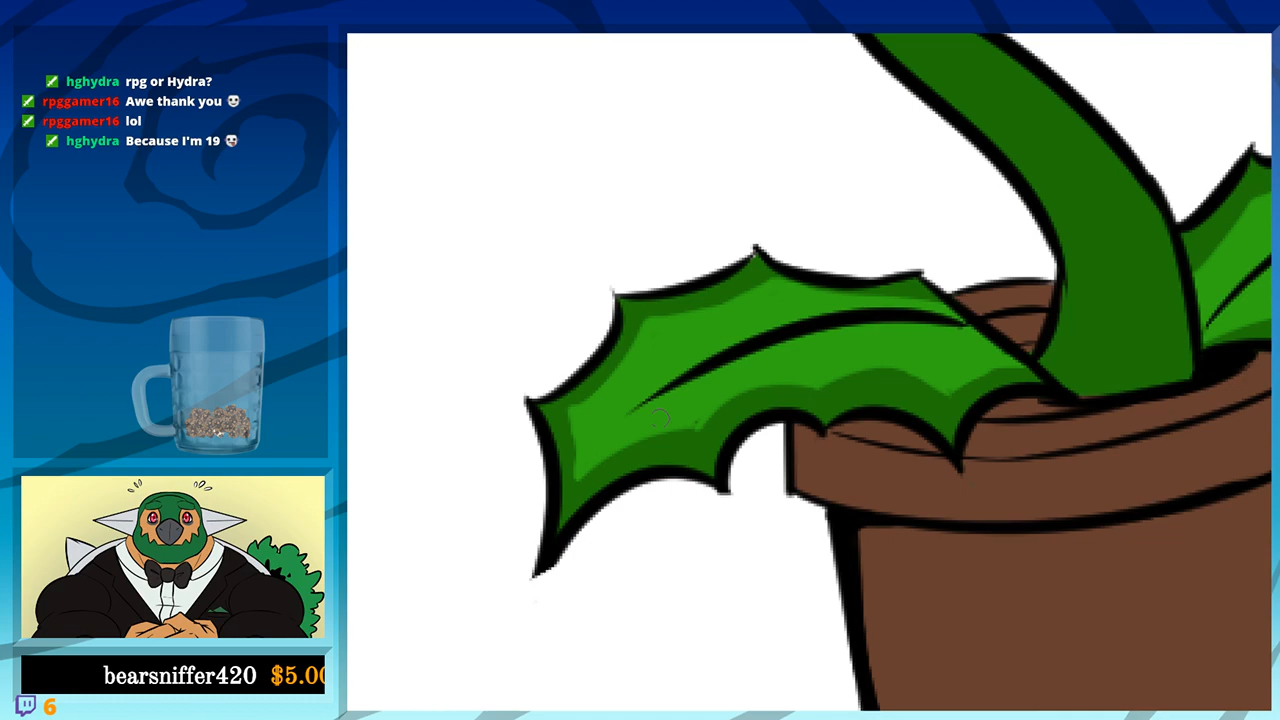 hghydra rpg or Hydra?
rpggamer16 Awe thank you
rpggamer16 lol
hghydra Because I'm 19
bearsniffer420 $5.00
6